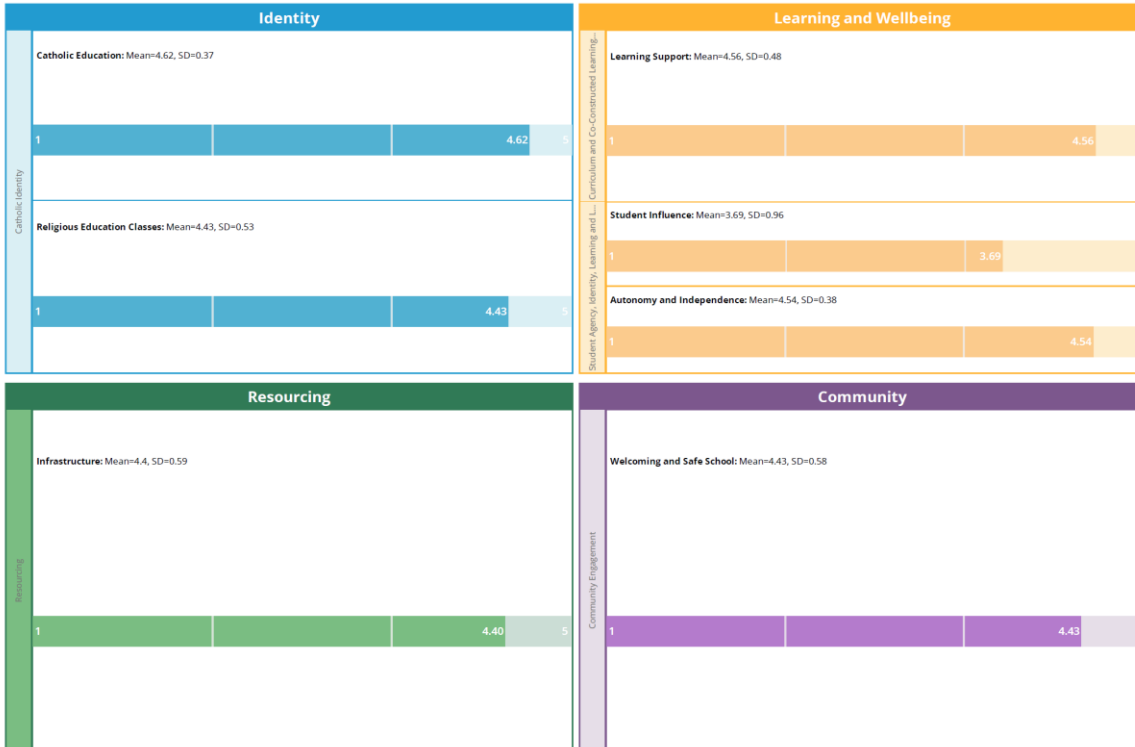 Identity
Catholic Identity
Catholic Education: Mean=4.62, SD=0.37
1 4.62 5
Religious Education Classes: Mean=4.43, SD=0.53
1 4.43 5
Learning and Wellbeing
Curriculum and Co-Constructed Learning...
Learning Support: Mean=4.56, SD=0.48
1 4.56
Student Agency, Identity, Learning and L...
Student Influence: Mean=3.69, SD=0.96
1 3.69
Autonomy and Independence: Mean=4.54, SD=0.38
1 4.54
Resourcing
Resourcing
Infrastructure: Mean=4.4, SD=0.59
1 4.40 5
Community
Community Engagement
Welcoming and Safe School: Mean=4.43, SD=0.58
1 4.43